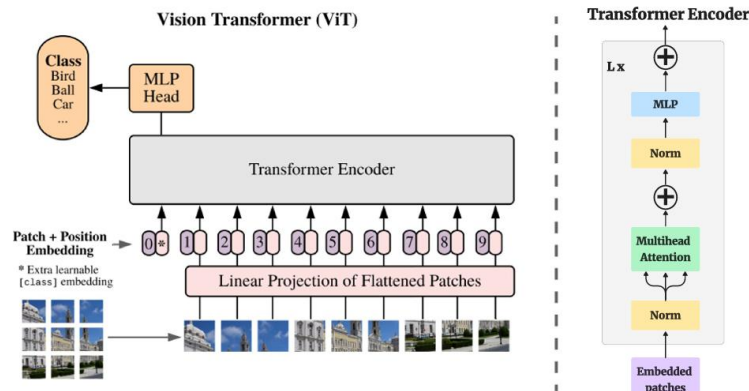 Vision Transformer (ViT)
Class
Bird
Ball
Car
...
MLP
Head
Transformer Encoder
Patch + Position
Embedding
0 * 1 2 3 4 5 6 7 8 9
* Extra learnable
[class] embedding
Linear Projection of Flattened Patches
Transformer Encoder
L x
+
MLP
Norm
+
Multihead
Attention
Norm
Embedded
patches